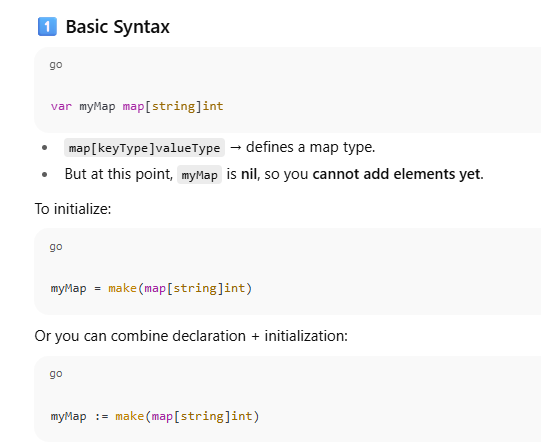 1 Basic Syntax
go
var myMap map[string]int
• map[keyType]valueType → defines a map type.
• But at this point, myMap is nil, so you cannot add elements yet.
To initialize:
go
myMap = make(map[string]int)
Or you can combine declaration + initialization:
go
myMap := make(map[string]int)